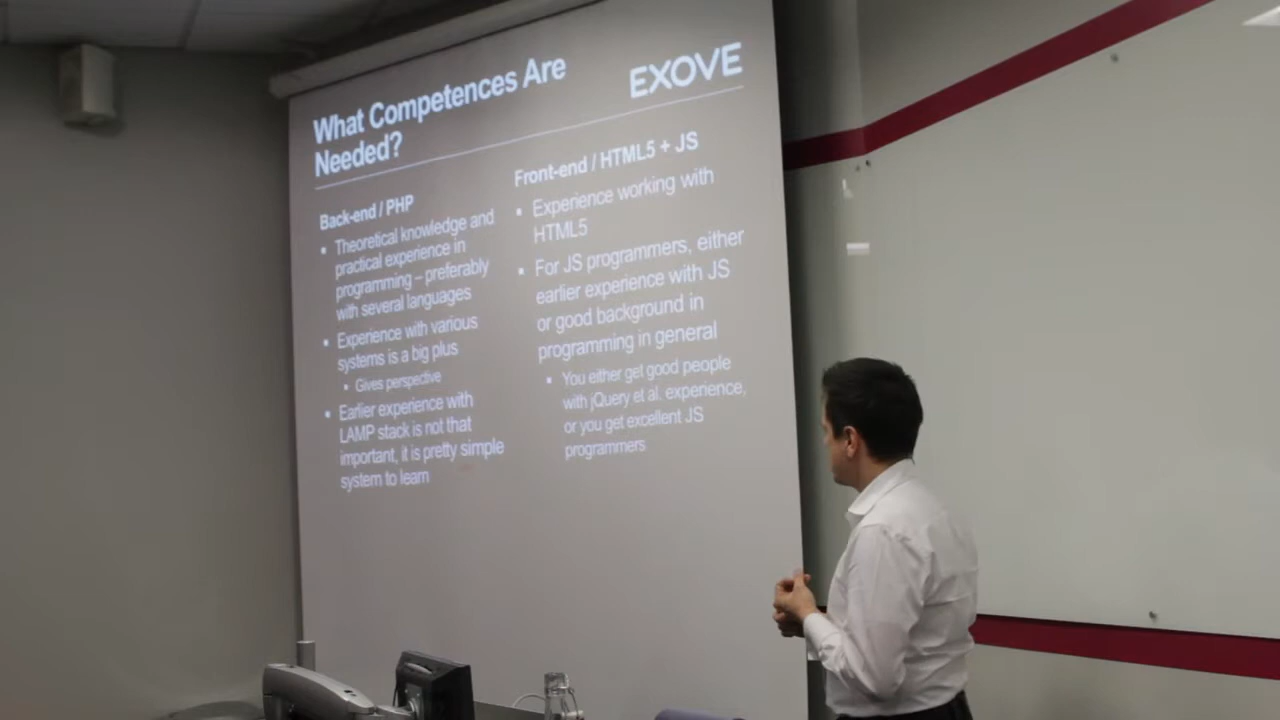 What Competences Are
Needed?
EXOVE
Back-end / PHP
▪ Theoretical knowledge and
practical experience in
programming – preferably
with several languages
▪ Experience with various
systems is a big plus
▪ Gives perspective
▪ Earlier experience with
LAMP stack is not that
important, it is pretty simple
system to learn
Front-end / HTML5 + JS
▪ Experience working with
HTML5
▪ For JS programmers, either
earlier experience with JS
or good background in
programming in general
▪ You either get good people
with jQuery et al. experience,
or you get excellent JS
programmers